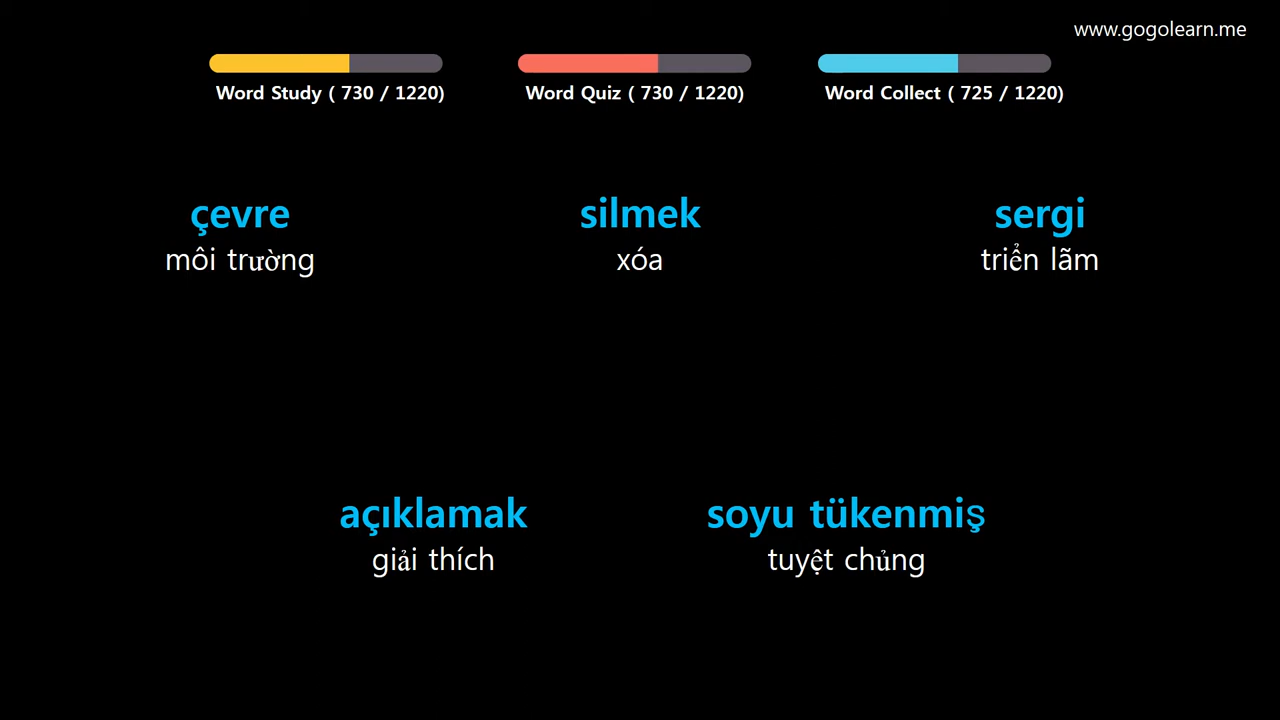 www.gogolearn.me
Word Study ( 730 / 1220)
Word Quiz ( 730 / 1220)
Word Collect ( 725 / 1220)
çevre
môi trường
silmek
xóa
sergi
triển lãm
açıklamak
giải thích
soyu tükenmiş
tuyệt chủng